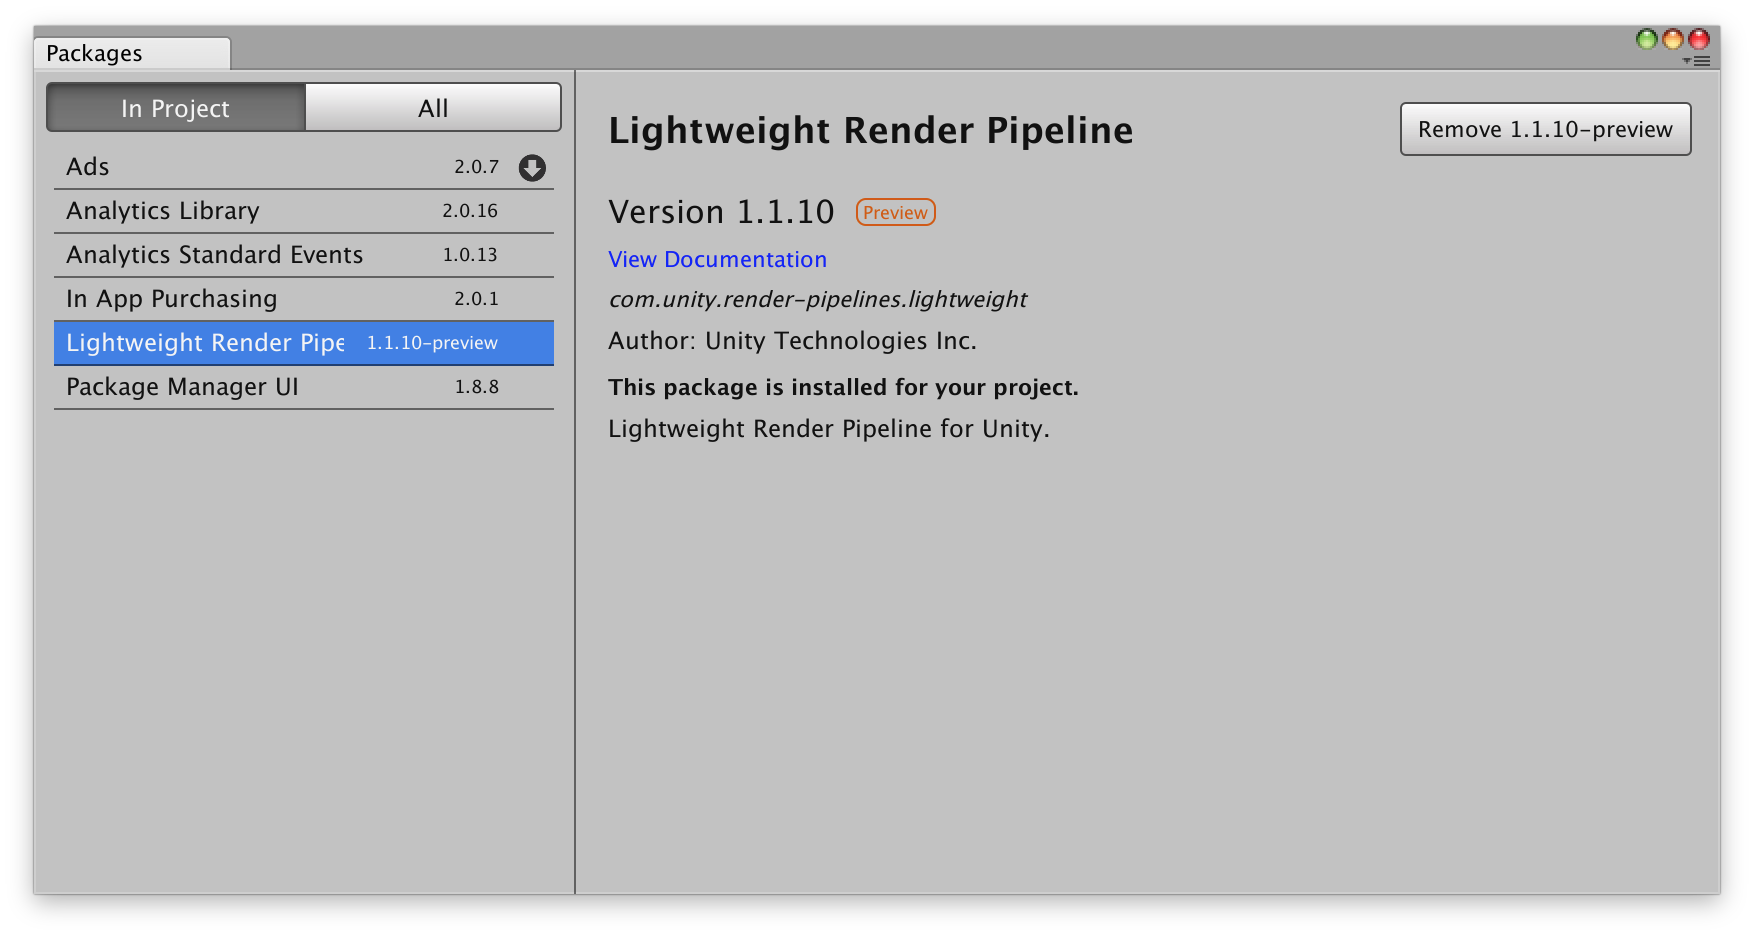 Packages
In Project All
Ads 2.0.7
Analytics Library 2.0.16
Analytics Standard Events 1.0.13
In App Purchasing 2.0.1
Lightweight Render Pipe 1.1.10-preview
Package Manager UI 1.8.8
Lightweight Render Pipeline
Remove 1.1.10-preview
Version 1.1.10 Preview
View Documentation
com.unity.render-pipelines.lightweight
Author: Unity Technologies Inc.
This package is installed for your project.
Lightweight Render Pipeline for Unity.